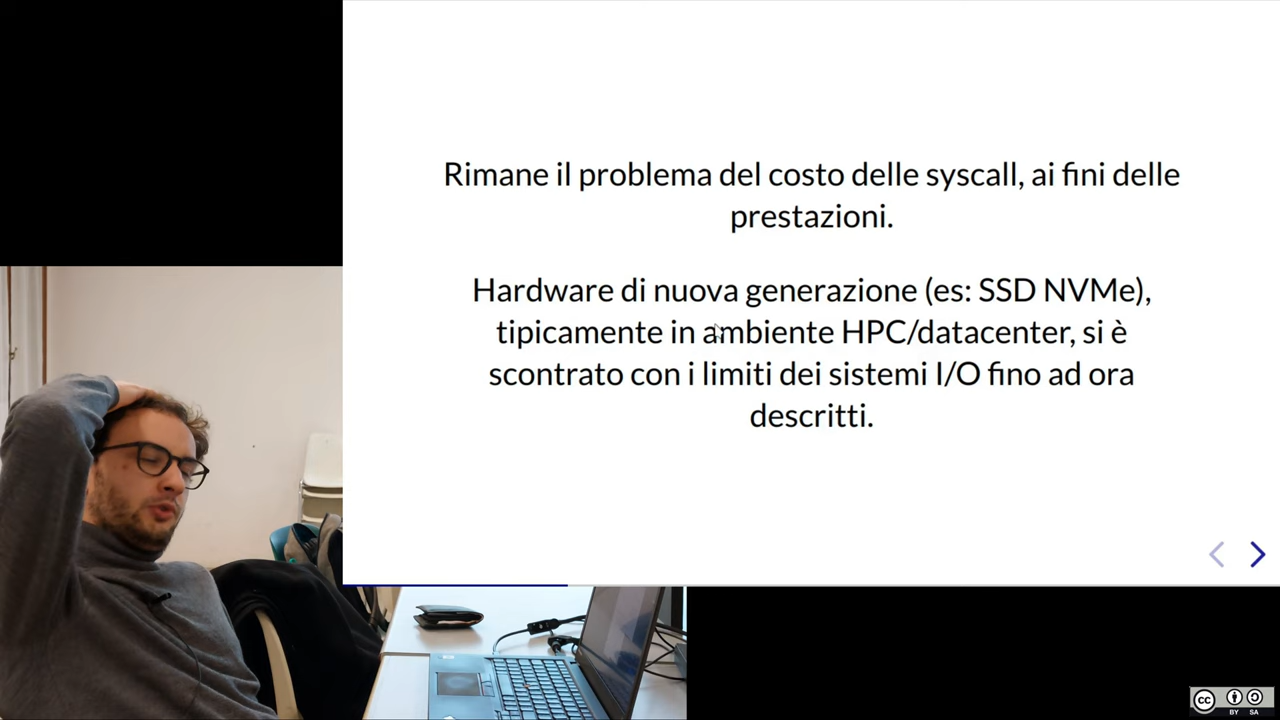 Rimane il problema del costo delle syscall, ai fini delle
prestazioni.
Hardware di nuova generazione (es: SSD NVMe),
tipicamente in ambiente HPC/datacenter, si è
scontrato con i limiti dei sistemi I/O fino ad ora
descritti.
cc
BY SA